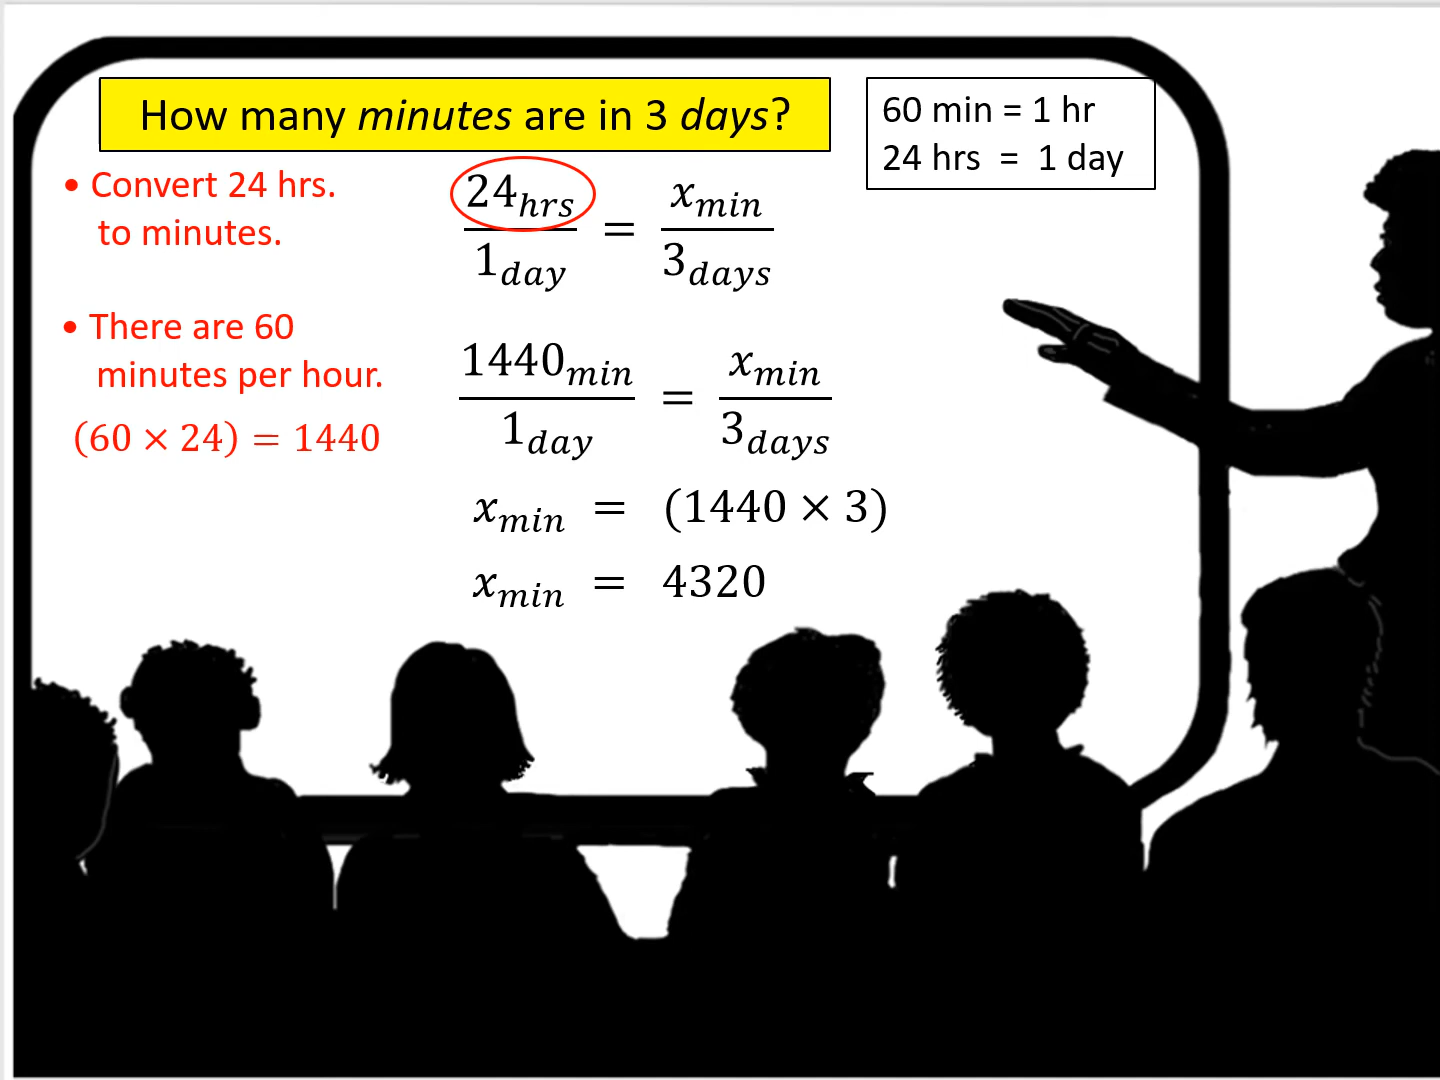 How many minutes are in 3 days?
60 min = 1 hr
24 hrs = 1 day
• Convert 24 hrs.
to minutes.
24hrs / 1day = xmin / 3days
• There are 60
minutes per hour.
(60 × 24) = 1440
1440min / 1day = xmin / 3days
xmin = (1440 × 3)
xmin = 4320